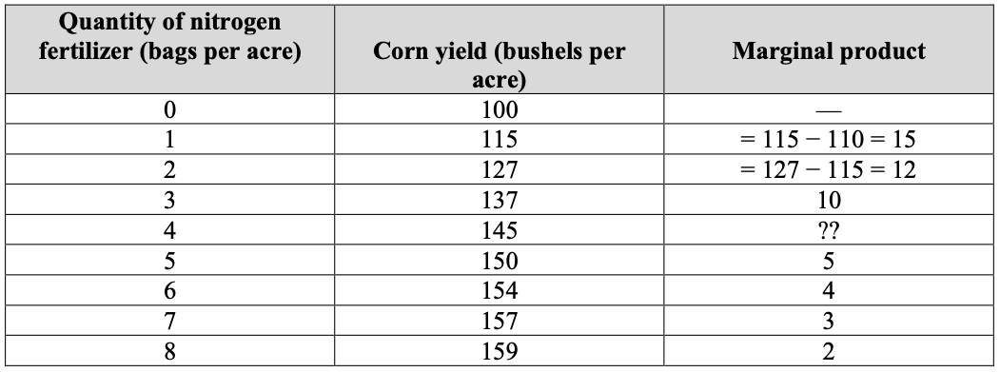 Quantity of nitrogen
fertilizer (bags per acre) Corn yield (bushels per
acre) Marginal product
0 100 —
1 115 = 115 − 110 = 15
2 127 = 127 − 115 = 12
3 137 10
4 145 ??
5 150 5
6 154 4
7 157 3
8 159 2